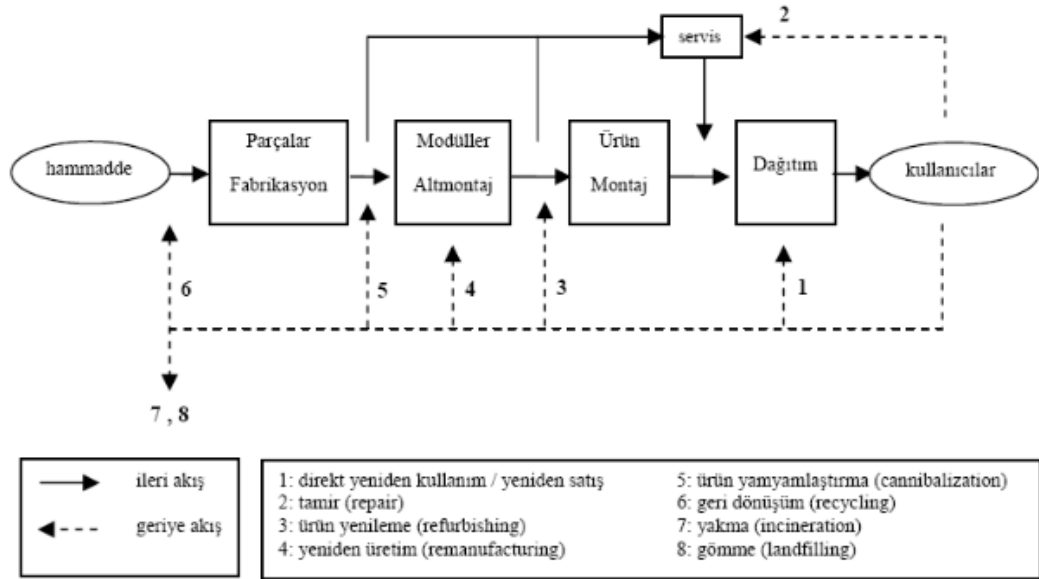 2
servis
hammadde
Parçalar
Fabrikasyon
Modüller
Altmontaj
Ürün
Montaj
Dağıtım
kullanıcılar
6
5
4
3
1
7 , 8
ileri akış
geriye akış
1: direkt yeniden kullanım / yeniden satış
2: tamir (repair)
3: ürün yenileme (refurbishing)
4: yeniden üretim (remanufacturing)
5: ürün yamyamlaştırma (cannibalization)
6: geri dönüşüm (recycling)
7: yakma (incineration)
8: gömme (landfilling)